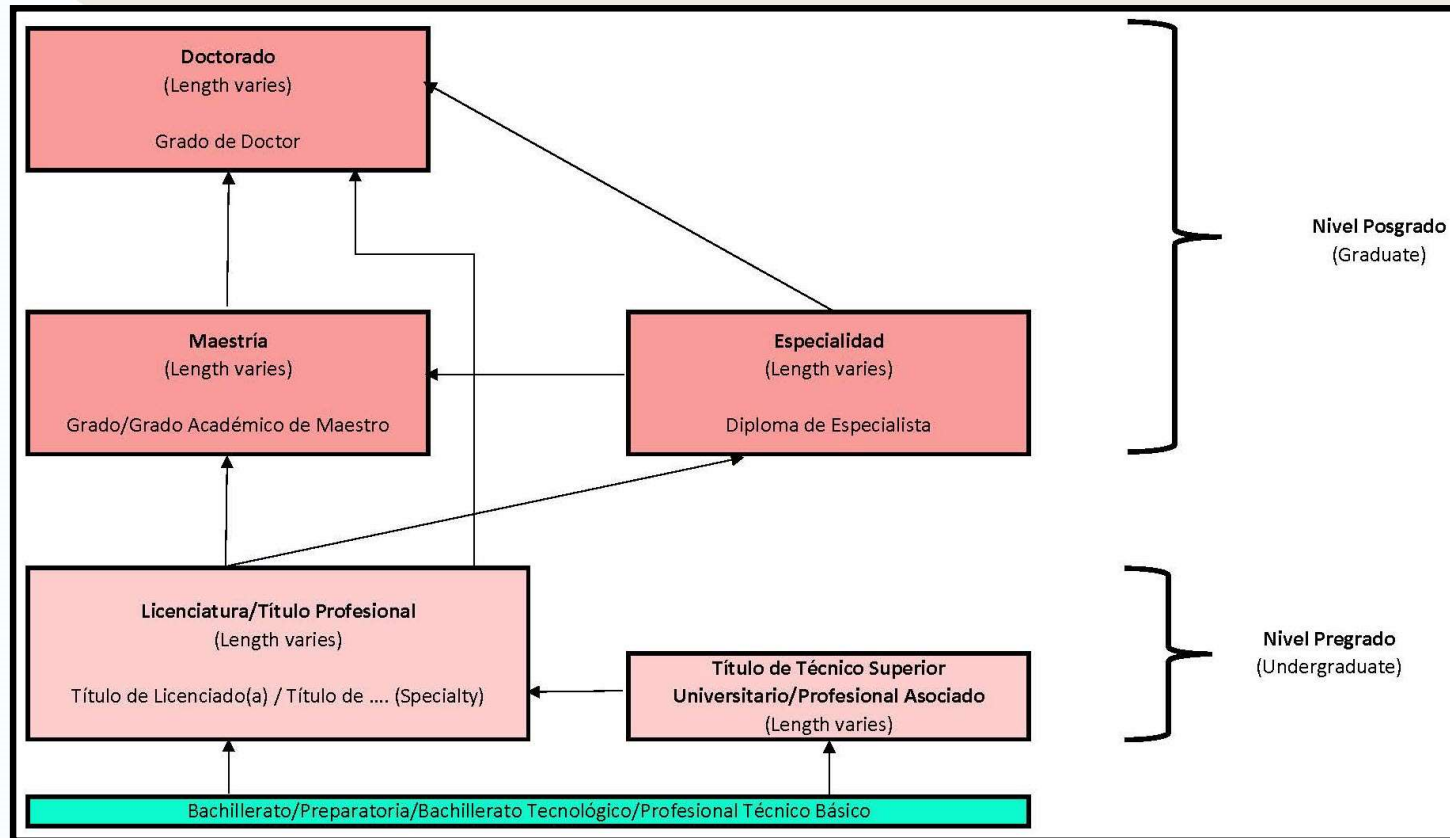 Doctorado
(Length varies)
Grado de Doctor
Nivel Posgrado
(Graduate)
Maestría
(Length varies)
Grado/Grado Académico de Maestro
Especialidad
(Length varies)
Diploma de Especialista
Licenciatura/Título Profesional
(Length varies)
Título de Licenciado(a) / Título de .... (Specialty)
Título de Técnico Superior
Universitario/Profesional Asociado
(Length varies)
Nivel Pregrado
(Undergraduate)
Bachillerato/Preparatoria/Bachillerato Tecnológico/Profesional Técnico Básico